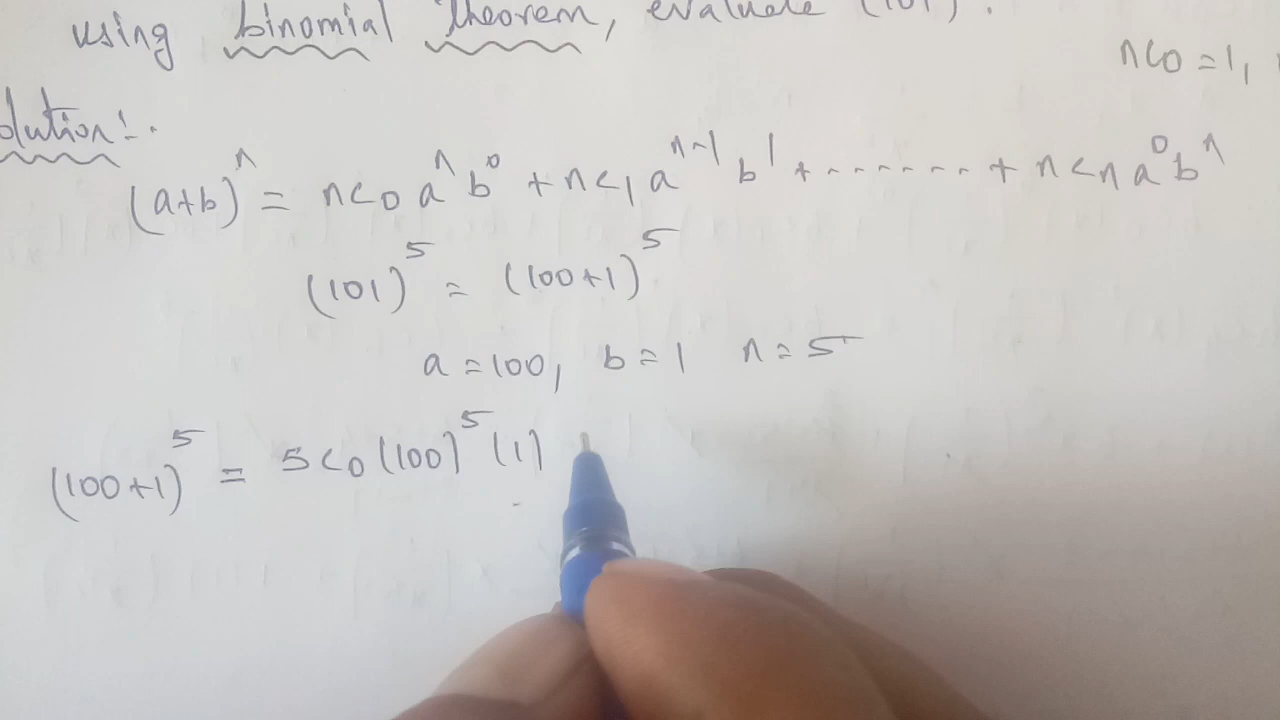 using binomial theorem, evaluate (101).
nc0 = 1,
olution:-.
(a+b)^n = nc0 a^n b^0 + nc1 a^n-1 b^1 + ....... + ncn a^0 b^n
(101)^5 = (100+1)^5
a = 100, b = 1 n = 5
(100+1)^5 = 5c0 (100)^5 (1)